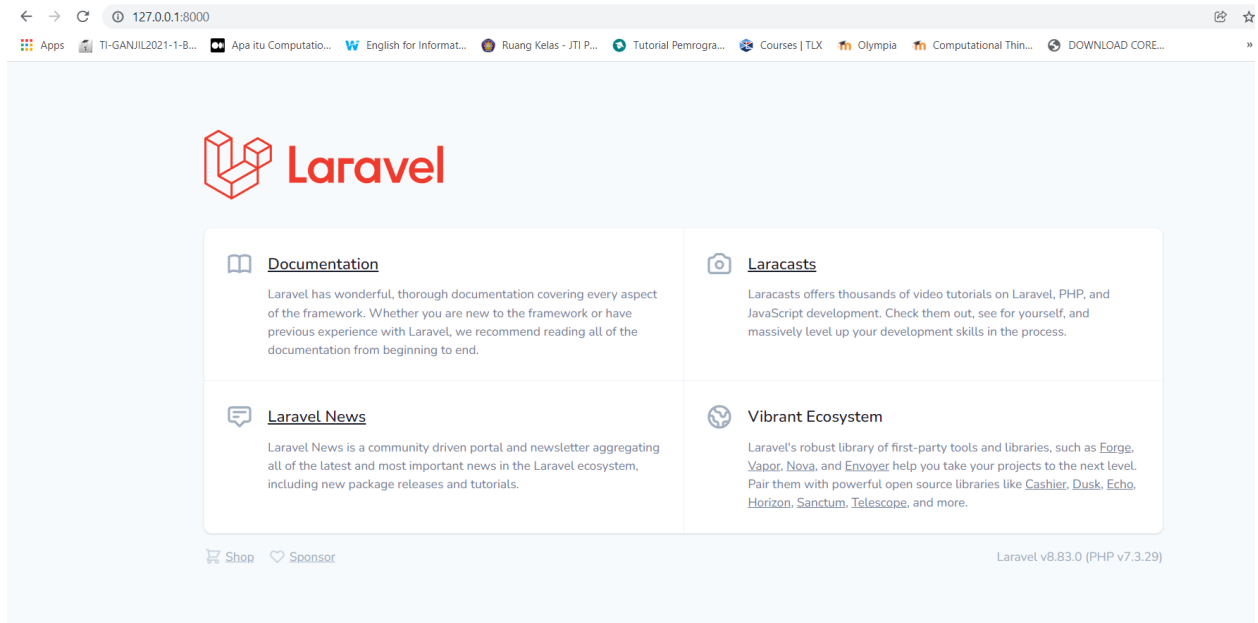 127.0.0.1:8000
Apps TI-GANJIL2021-1-B... Apa itu Computatio... English for Informat... Ruang Kelas - JTI P... Tutorial Pemrogra... Courses | TLX Olympia Computational Thin... DOWNLOAD CORE... »
Laravel
Documentation
Laravel has wonderful, thorough documentation covering every aspect
of the framework. Whether you are new to the framework or have
previous experience with Laravel, we recommend reading all of the
documentation from beginning to end.
Laracasts
Laracasts offers thousands of video tutorials on Laravel, PHP, and
JavaScript development. Check them out, see for yourself, and
massively level up your development skills in the process.
Laravel News
Laravel News is a community driven portal and newsletter aggregating
all of the latest and most important news in the Laravel ecosystem,
including new package releases and tutorials.
Vibrant Ecosystem
Laravel's robust library of first-party tools and libraries, such as Forge,
Vapor, Nova, and Envoyer help you take your projects to the next level.
Pair them with powerful open source libraries like Cashier, Dusk, Echo,
Horizon, Sanctum, Telescope, and more.
Shop Sponsor
Laravel v8.83.0 (PHP v7.3.29)